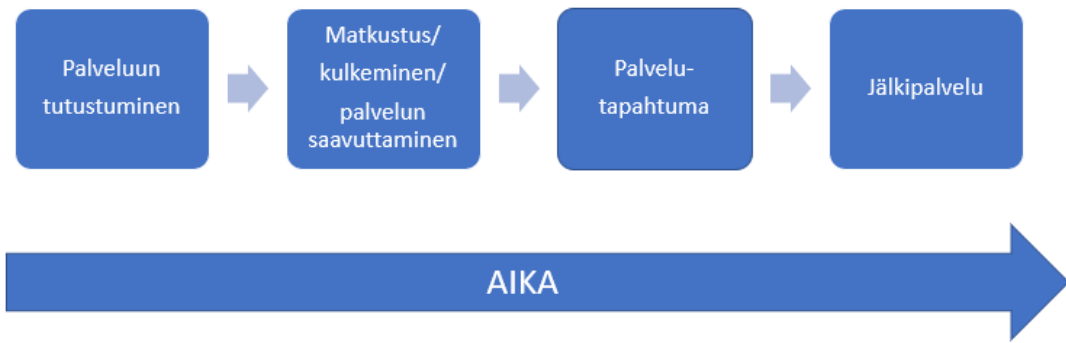 Palveluun
tutustuminen
Matkustus/
kulkeminen/
palvelun
saavuttaminen
Palvelu-
tapahtuma
Jälkipalvelu
AIKA